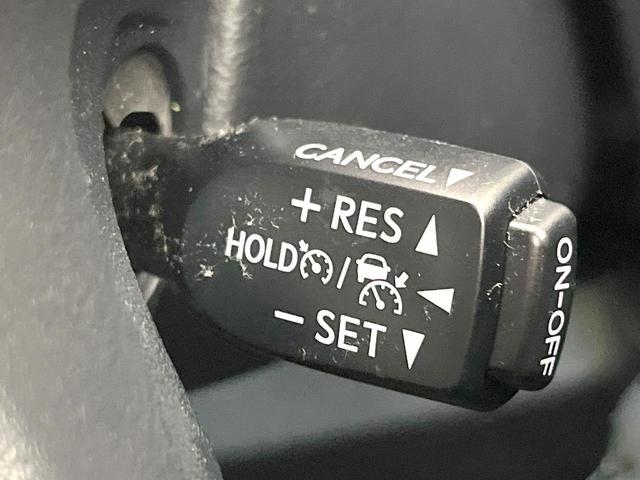 CANCEL▼
+ RES ▲
HOLD / ◀
− SET ▼
ON-OFF